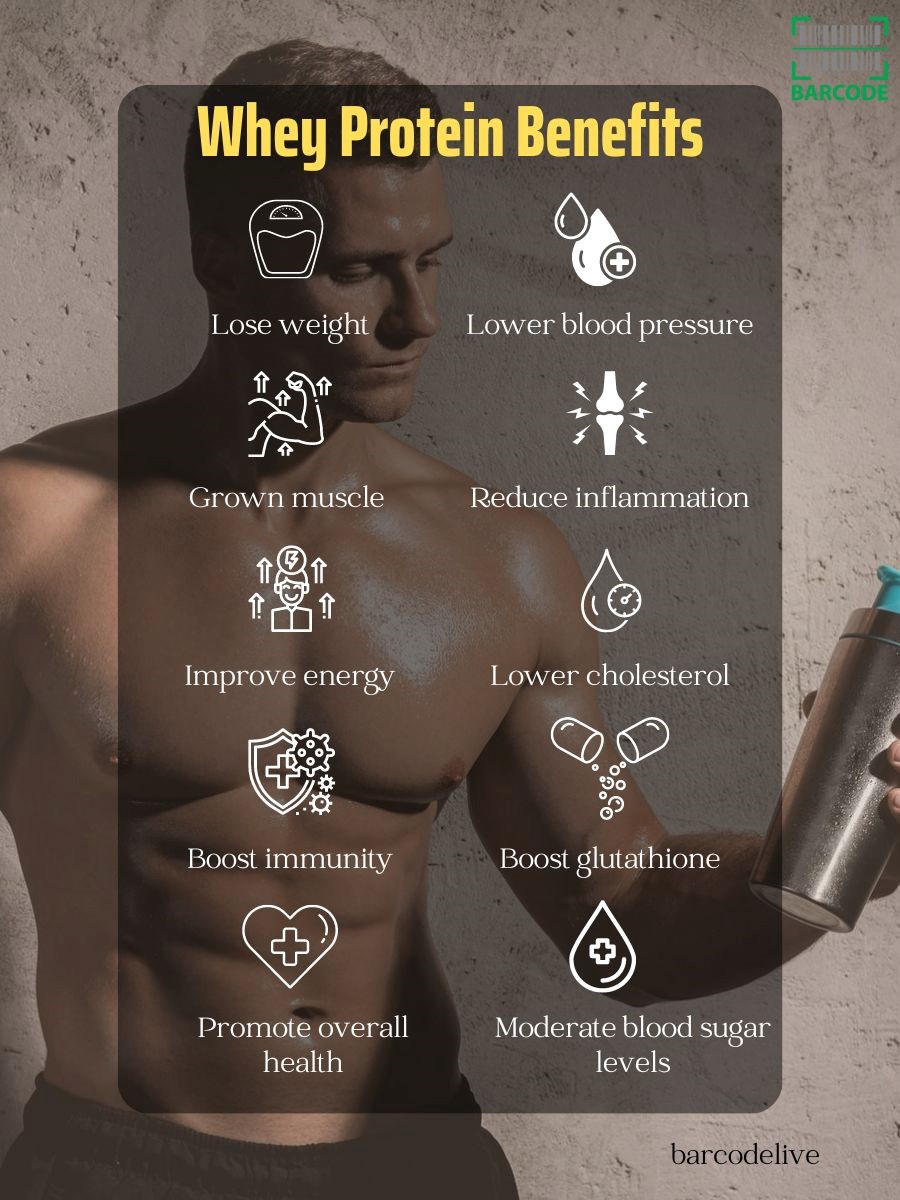 BARCODE
Whey Protein Benefits
Lose weight
Lower blood pressure
Grown muscle
Reduce inflammation
Improve energy
Lower cholesterol
Boost immunity
Boost glutathione
Promote overall
health
Moderate blood sugar
levels
barcodelive